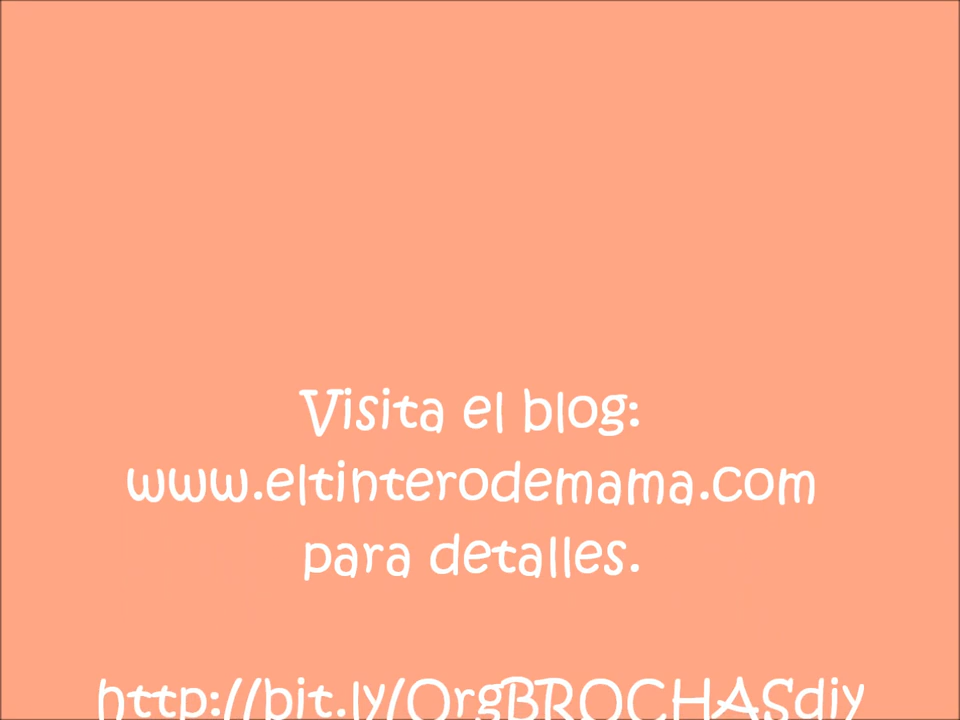 Visita el blog:
www.eltinterodemama.com
para detalles.
http://bit.ly/OrgBROCHASdiy